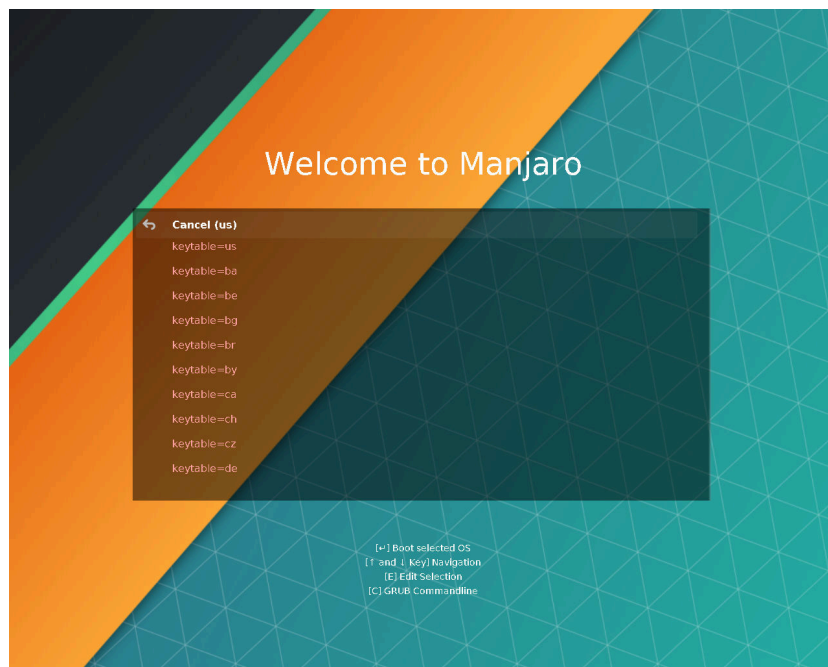 Welcome to Manjaro
Cancel (us)
keytable=us
keytable=ba
keytable=be
keytable=bg
keytable=br
keytable=by
keytable=ca
keytable=ch
keytable=cz
keytable=de
[↵] Boot selected OS
[↑ and ↓ Key] Navigation
[E] Edit Selection
[C] GRUB Commandline